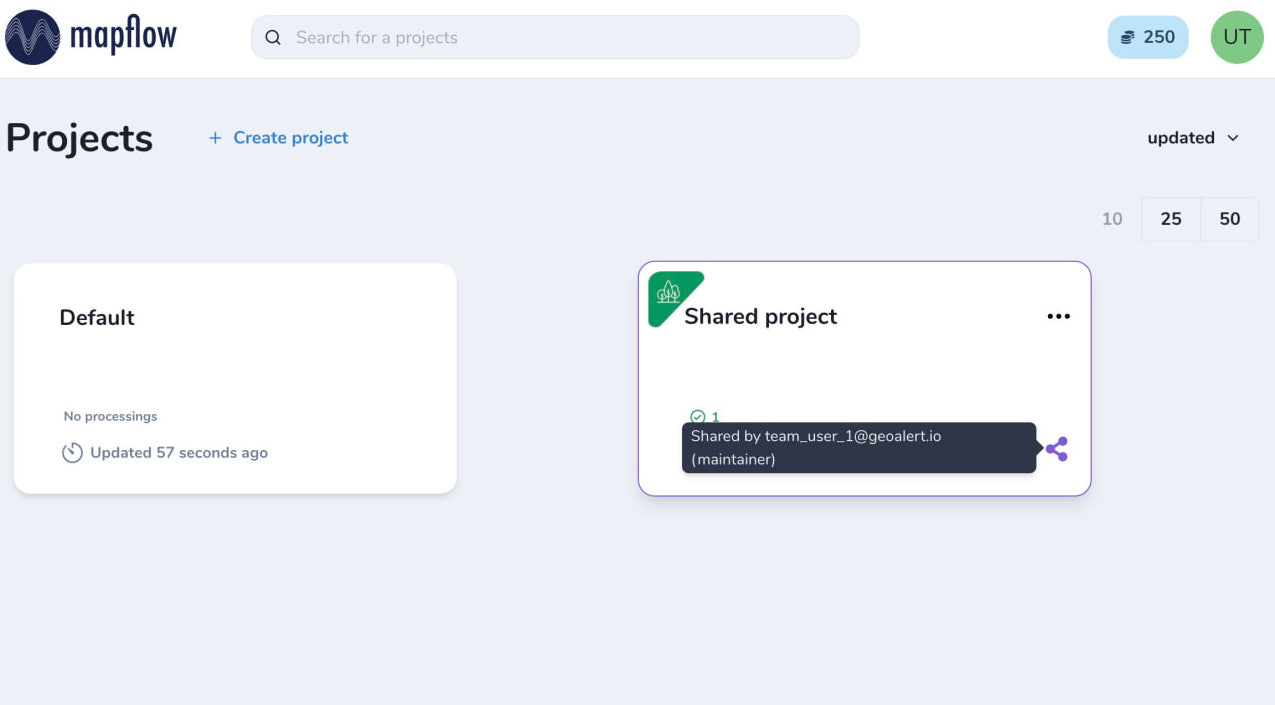 mapflow
Search for a projects
250
UT
Projects
+ Create project
updated
10 25 50
Default
No processings
Updated 57 seconds ago
Shared project
1
Shared by team_user_1@geoalert.io
(maintainer)